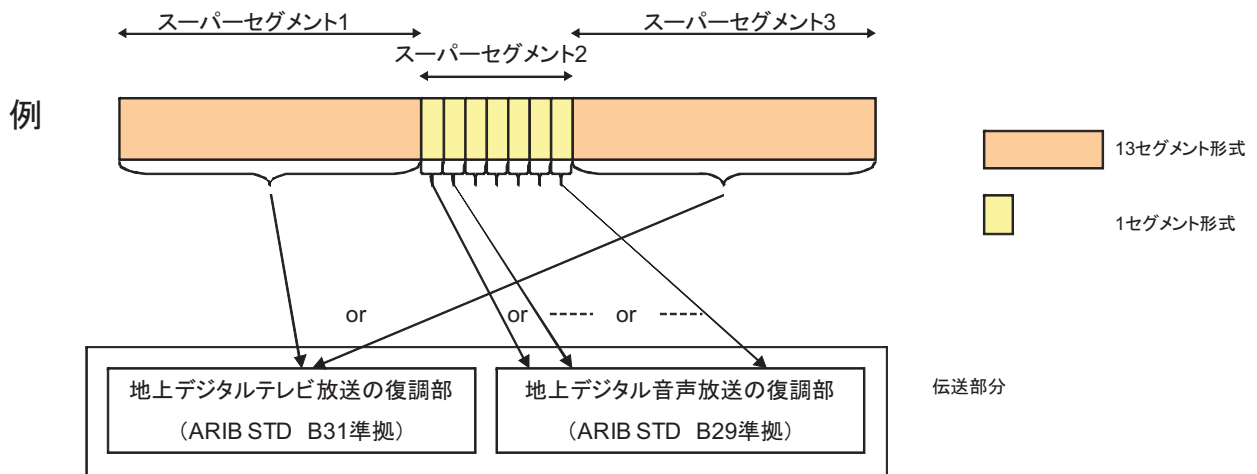 スーパーセグメント1
スーパーセグメント3
スーパーセグメント2
例
13セグメント形式
1セグメント形式
or
or
or
地上デジタルテレビ放送の復調部
（ARIB STD B31準拠）
地上デジタル音声放送の復調部
（ARIB STD B29準拠）
伝送部分